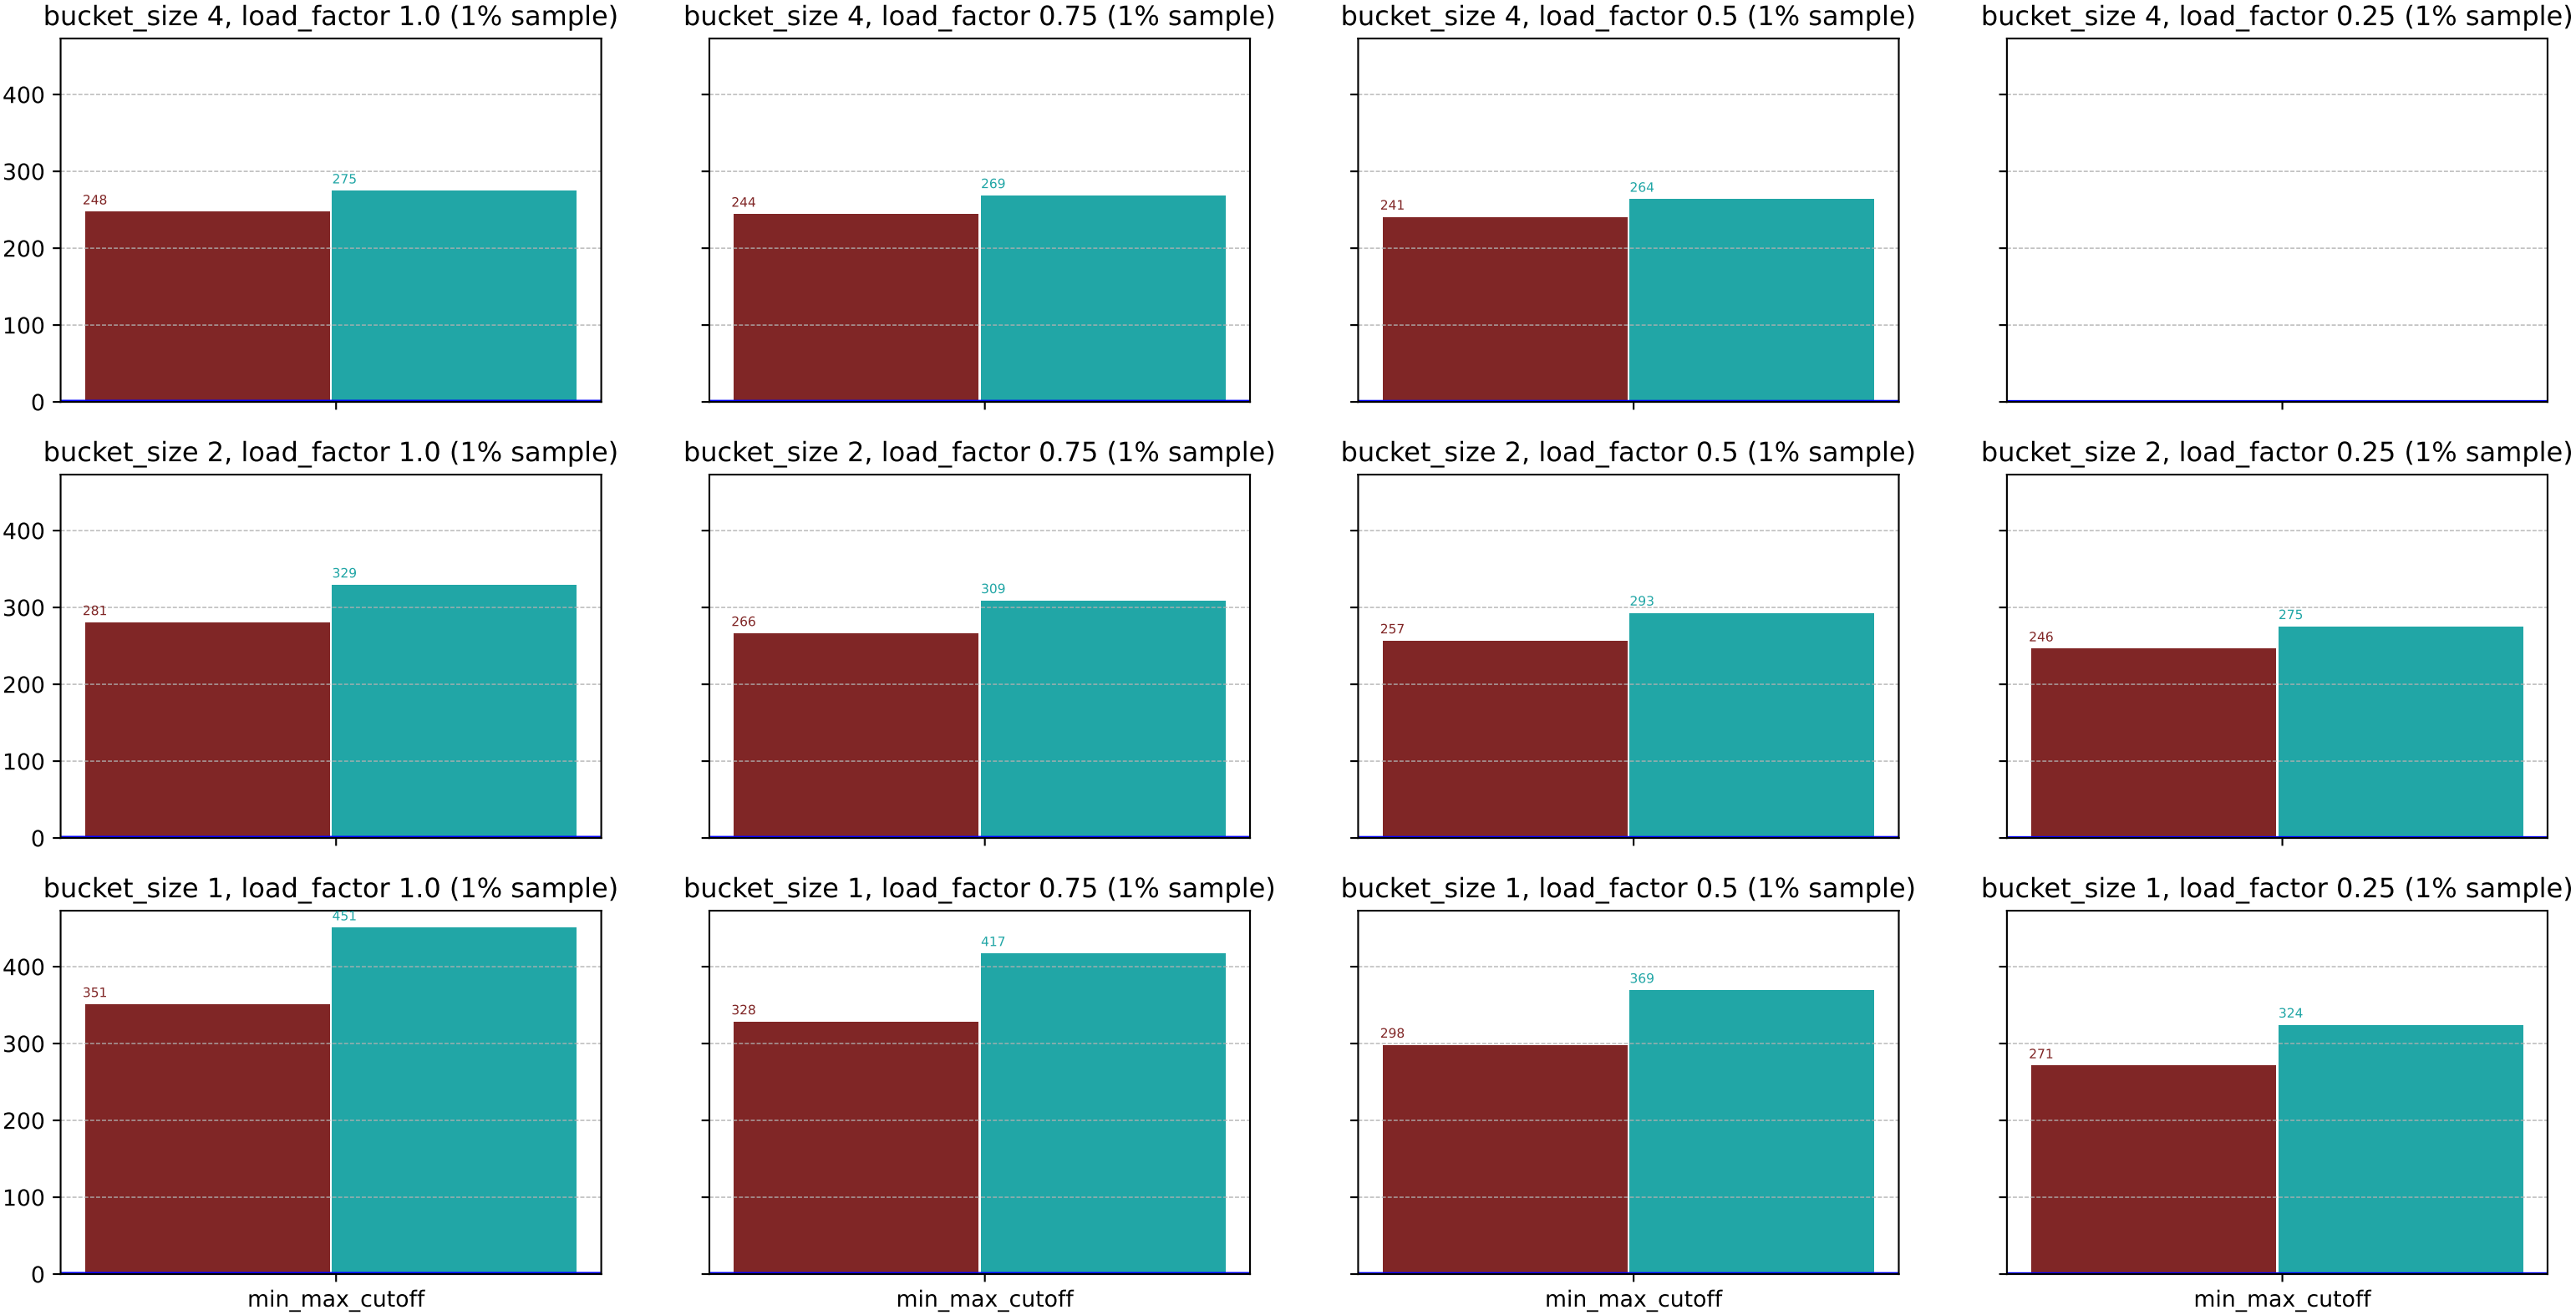 bucket_size 4, load_factor 1.0 (1% sample)
400
300
200
100
0
248
275
bucket_size 4, load_factor 0.75 (1% sample)
244
269
bucket_size 4, load_factor 0.5 (1% sample)
241
264
bucket_size 4, load_factor 0.25 (1% sample)
bucket_size 2, load_factor 1.0 (1% sample)
400
300
200
100
0
281
329
bucket_size 2, load_factor 0.75 (1% sample)
266
309
bucket_size 2, load_factor 0.5 (1% sample)
257
293
bucket_size 2, load_factor 0.25 (1% sample)
246
275
bucket_size 1, load_factor 1.0 (1% sample)
400
300
200
100
0
351
451
min_max_cutoff
bucket_size 1, load_factor 0.75 (1% sample)
328
417
min_max_cutoff
bucket_size 1, load_factor 0.5 (1% sample)
298
369
min_max_cutoff
bucket_size 1, load_factor 0.25 (1% sample)
271
324
min_max_cutoff